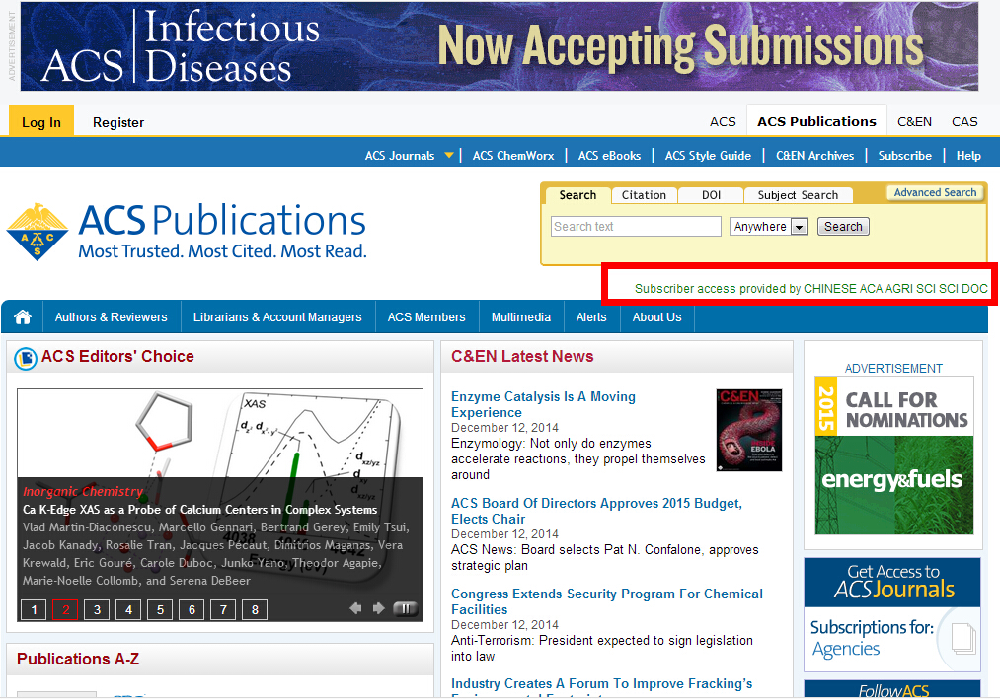 ADVERTISEMENT
ACS Infectious Diseases
Now Accepting Submissions
Log In Register ACS ACS Publications C&EN CAS
ACS Journals ACS ChemWorx ACS eBooks ACS Style Guide C&EN Archives Subscribe Help
ACS Publications
Most Trusted. Most Cited. Most Read.
A C S
Search Citation DOI Subject Search Advanced Search
Search text Anywhere Search
Subscriber access provided by CHINESE ACA AGRI SCI SCI DOC
Authors & Reviewers Librarians & Account Managers ACS Members Multimedia Alerts About Us
ACS Editors' Choice
XAS
4038
Energy (eV)
Inorganic Chemistry
Ca K-Edge XAS as a Probe of Calcium Centers in Complex Systems
Vlad Martin-Diaconescu, Marcello Gennari, Bertrand Gerey, Emily Tsui,
Jacob Kanady, Rosalie Tran, Jacques Pécaut, Dimitrios Maganas, Vera
Krewald, Eric Gouré, Carole Duboc, Junko Yano, Theodor Agapie,
Marie-Noelle Collomb, and Serena DeBeer
1 2 3 4 5 6 7 8
Publications A-Z
C&EN Latest News
Enzyme Catalysis Is A Moving
Experience
December 12, 2014
Enzymology: Not only do enzymes
accelerate reactions, they propel themselves
around
C&EN
EBOLA
ACS Board Of Directors Approves 2015 Budget,
Elects Chair
December 12, 2014
ACS News: Board selects Pat N. Confalone, approves
strategic plan
Congress Extends Security Program For Chemical
Facilities
December 12, 2014
Anti-Terrorism: President expected to sign legislation
into law
Industry Creates A Forum To Improve Fracking's
ADVERTISEMENT
2015
CALL FOR
NOMINATIONS
energy&fuels
Get Access to
ACSJournals
Subscriptions for:
Agencies
FollowACS